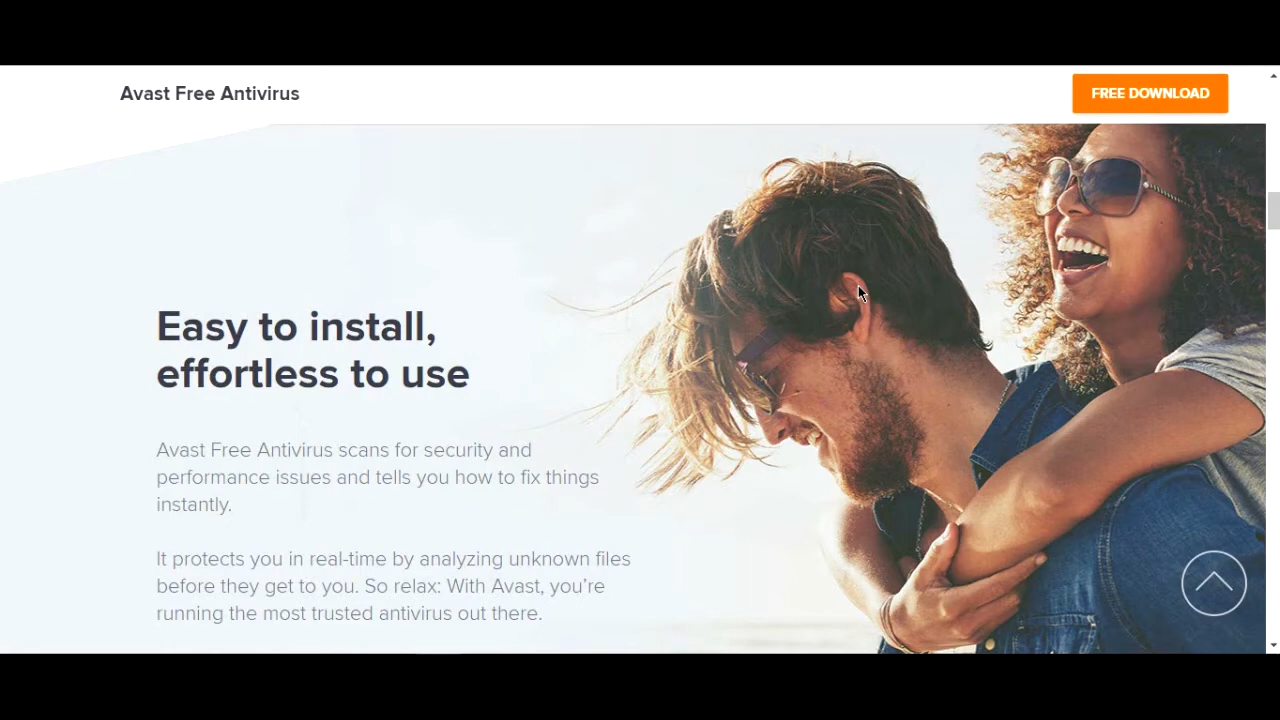 Avast Free Antivirus
FREE DOWNLOAD
Easy to install,
effortless to use
Avast Free Antivirus scans for security and
performance issues and tells you how to fix things
instantly.
It protects you in real-time by analyzing unknown files
before they get to you. So relax: With Avast, you’re
running the most trusted antivirus out there.